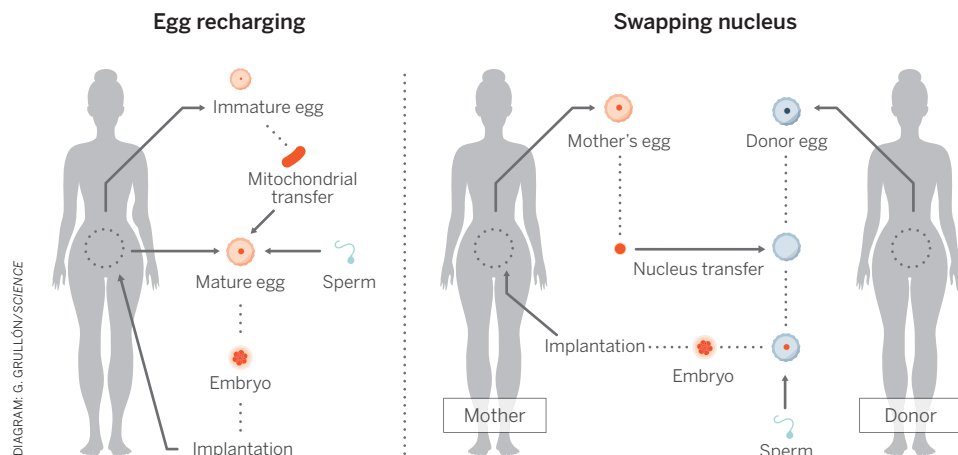 Egg recharging
Immature egg
Mitochondrial
transfer
Mature egg
Sperm
Embryo
Implantation
Swapping nucleus
Mother's egg
Donor egg
Nucleus transfer
Implantation
Embryo
Mother
Sperm
Donor
DIAGRAM: G. GRULLÓN/SCIENCE